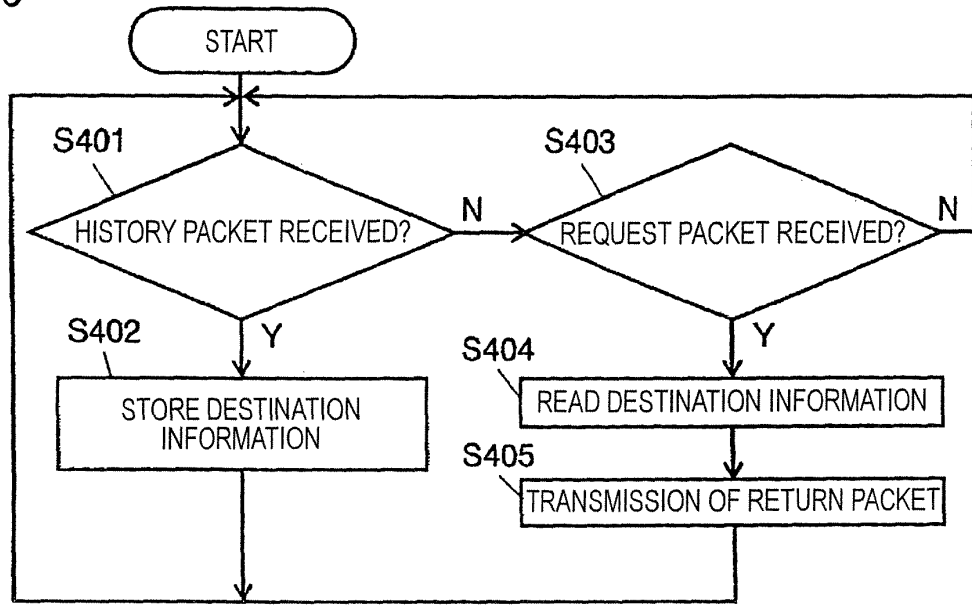 START
S401
HISTORY PACKET RECEIVED?
N
S403
REQUEST PACKET RECEIVED?
N
Y
S402
STORE DESTINATION
INFORMATION
Y
S404
READ DESTINATION INFORMATION
S405
TRANSMISSION OF RETURN PACKET